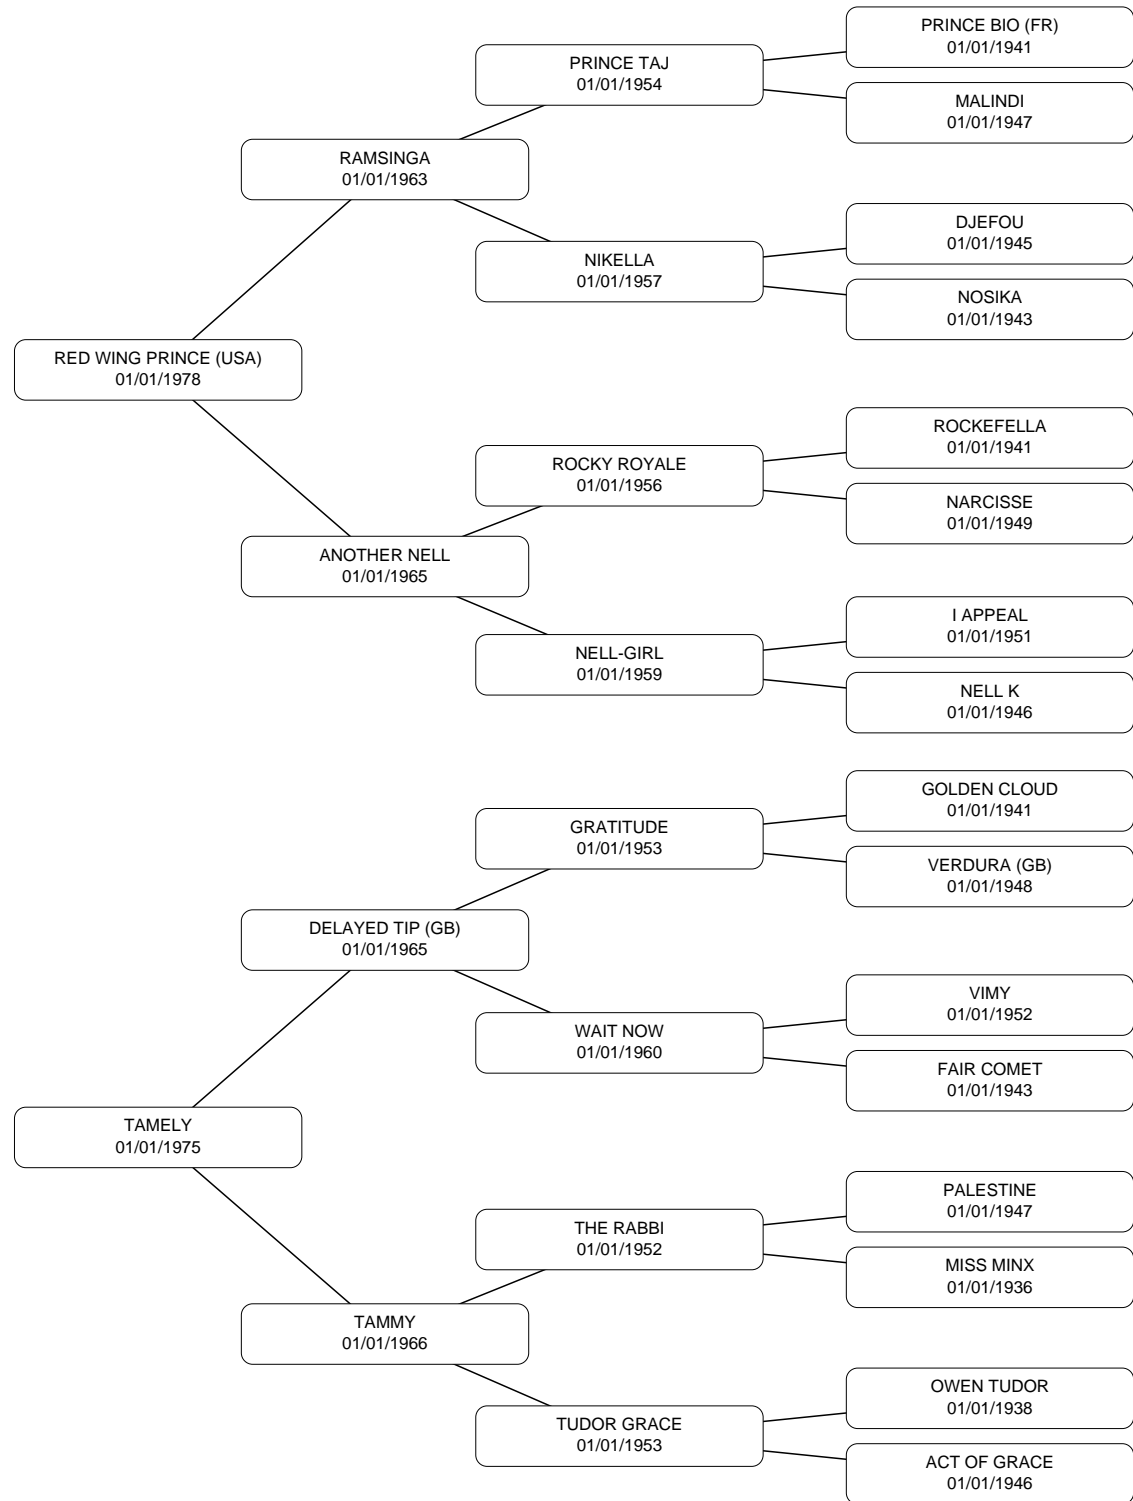 PRINCE BIO (FR)
01/01/1941
PRINCE TAJ
01/01/1954
MALINDI
01/01/1947
RAMSINGA
01/01/1963
DJEFOU
01/01/1945
NIKELLA
01/01/1957
NOSIKA
01/01/1943
RED WING PRINCE (USA)
01/01/1978
ROCKEFELLA
01/01/1941
ROCKY ROYALE
01/01/1956
NARCISSE
01/01/1949
ANOTHER NELL
01/01/1965
I APPEAL
01/01/1951
NELL-GIRL
01/01/1959
NELL K
01/01/1946
GOLDEN CLOUD
01/01/1941
GRATITUDE
01/01/1953
VERDURA (GB)
01/01/1948
DELAYED TIP (GB)
01/01/1965
VIMY
01/01/1952
WAIT NOW
01/01/1960
FAIR COMET
01/01/1943
TAMELY
01/01/1975
PALESTINE
01/01/1947
THE RABBI
01/01/1952
MISS MINX
01/01/1936
TAMMY
01/01/1966
OWEN TUDOR
01/01/1938
TUDOR GRACE
01/01/1953
ACT OF GRACE
01/01/1946